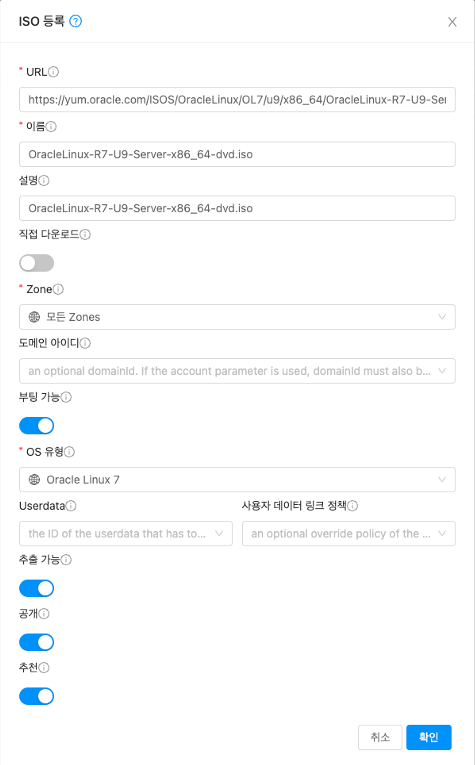 ISO 등록
* URL
https://yum.oracle.com/ISOS/OracleLinux/OL7/u9/x86_64/OracleLinux-R7-U9-Ser
* 이름
OracleLinux-R7-U9-Server-x86_64-dvd.iso
설명
OracleLinux-R7-U9-Server-x86_64-dvd.iso
직접 다운로드
* Zone
모든 Zones
도메인 아이디
an optional domainId. If the account parameter is used, domainId must also b...
부팅 가능
* OS 유형
Oracle Linux 7
Userdata 사용자 데이터 링크 정책
the ID of the userdata that has to... an optional override policy of the ...
추출 가능
공개
추천
취소 확인